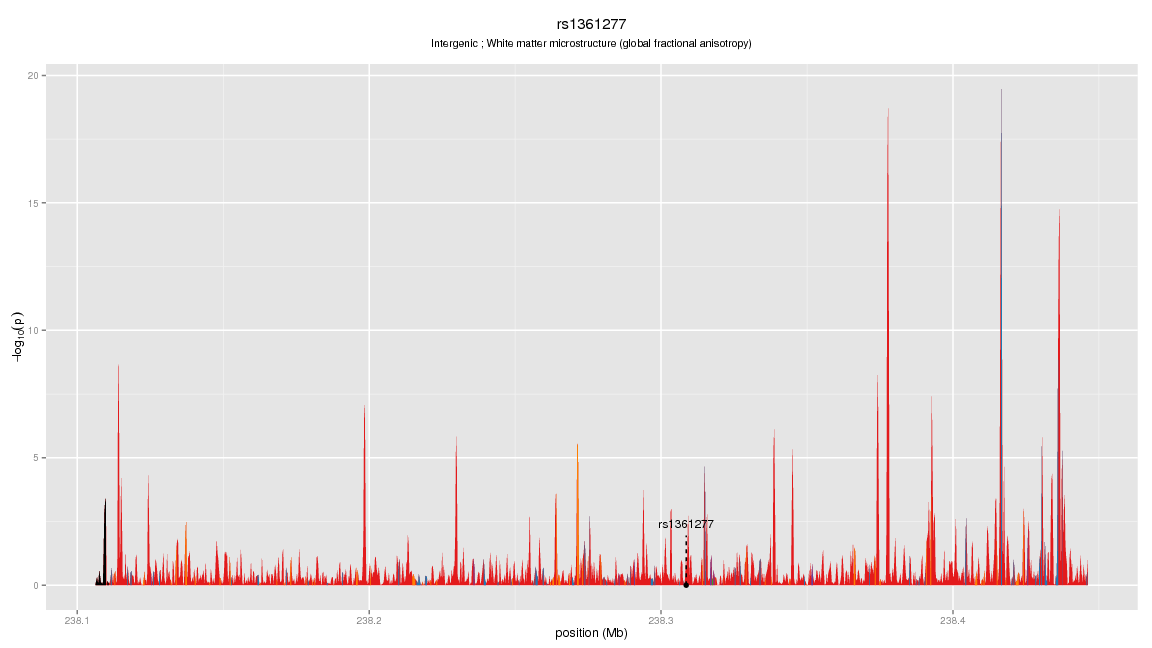 rs1361277
Intergenic ; White matter microstructure (global fractional anisotropy)
20
15
10
5
0
−log10(p)
rs1361277
238.1
238.2
238.3
238.4
position (Mb)